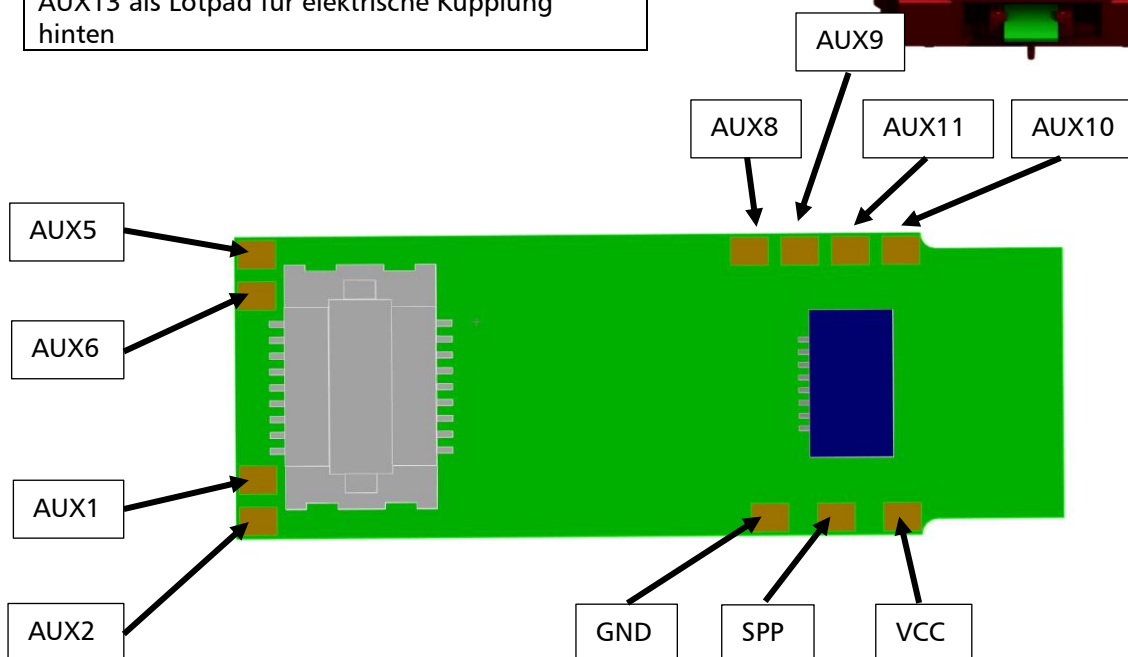 AUX13 als Lötpad für elektrische Kupplung
hinten
AUX9
AUX8
AUX11
AUX10
AUX5
AUX6
AUX1
AUX2
GND
SPP
VCC